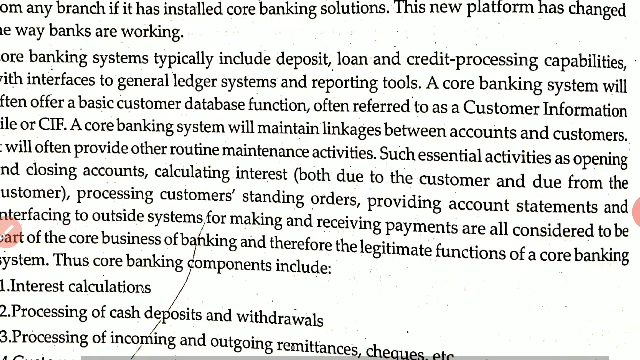 om any branch if it has installed core banking solutions. This new platform has changed
e way banks are working.
ore banking systems typically include deposit, loan and credit-processing capabilities,
ith interfaces to general ledger systems and reporting tools. A core banking system will
ften offer a basic customer database function, often referred to as a Customer Information
ile or CIF. A core banking system will maintain linkages between accounts and customers.
will often provide other routine maintenance activities. Such essential activities as opening
nd closing accounts, calculating interest (both due to the customer and due from the
ustomer), processing customers' standing orders, providing account statements and
nterfacing to outside systems for making and receiving payments are all considered to be
part of the core business of banking and therefore the legitimate functions of a core banking
ystem. Thus core banking components include:
1.Interest calculations
2.Processing of cash deposits and withdrawals
3.Processing of incoming and outgoing remittances, cheques, etc